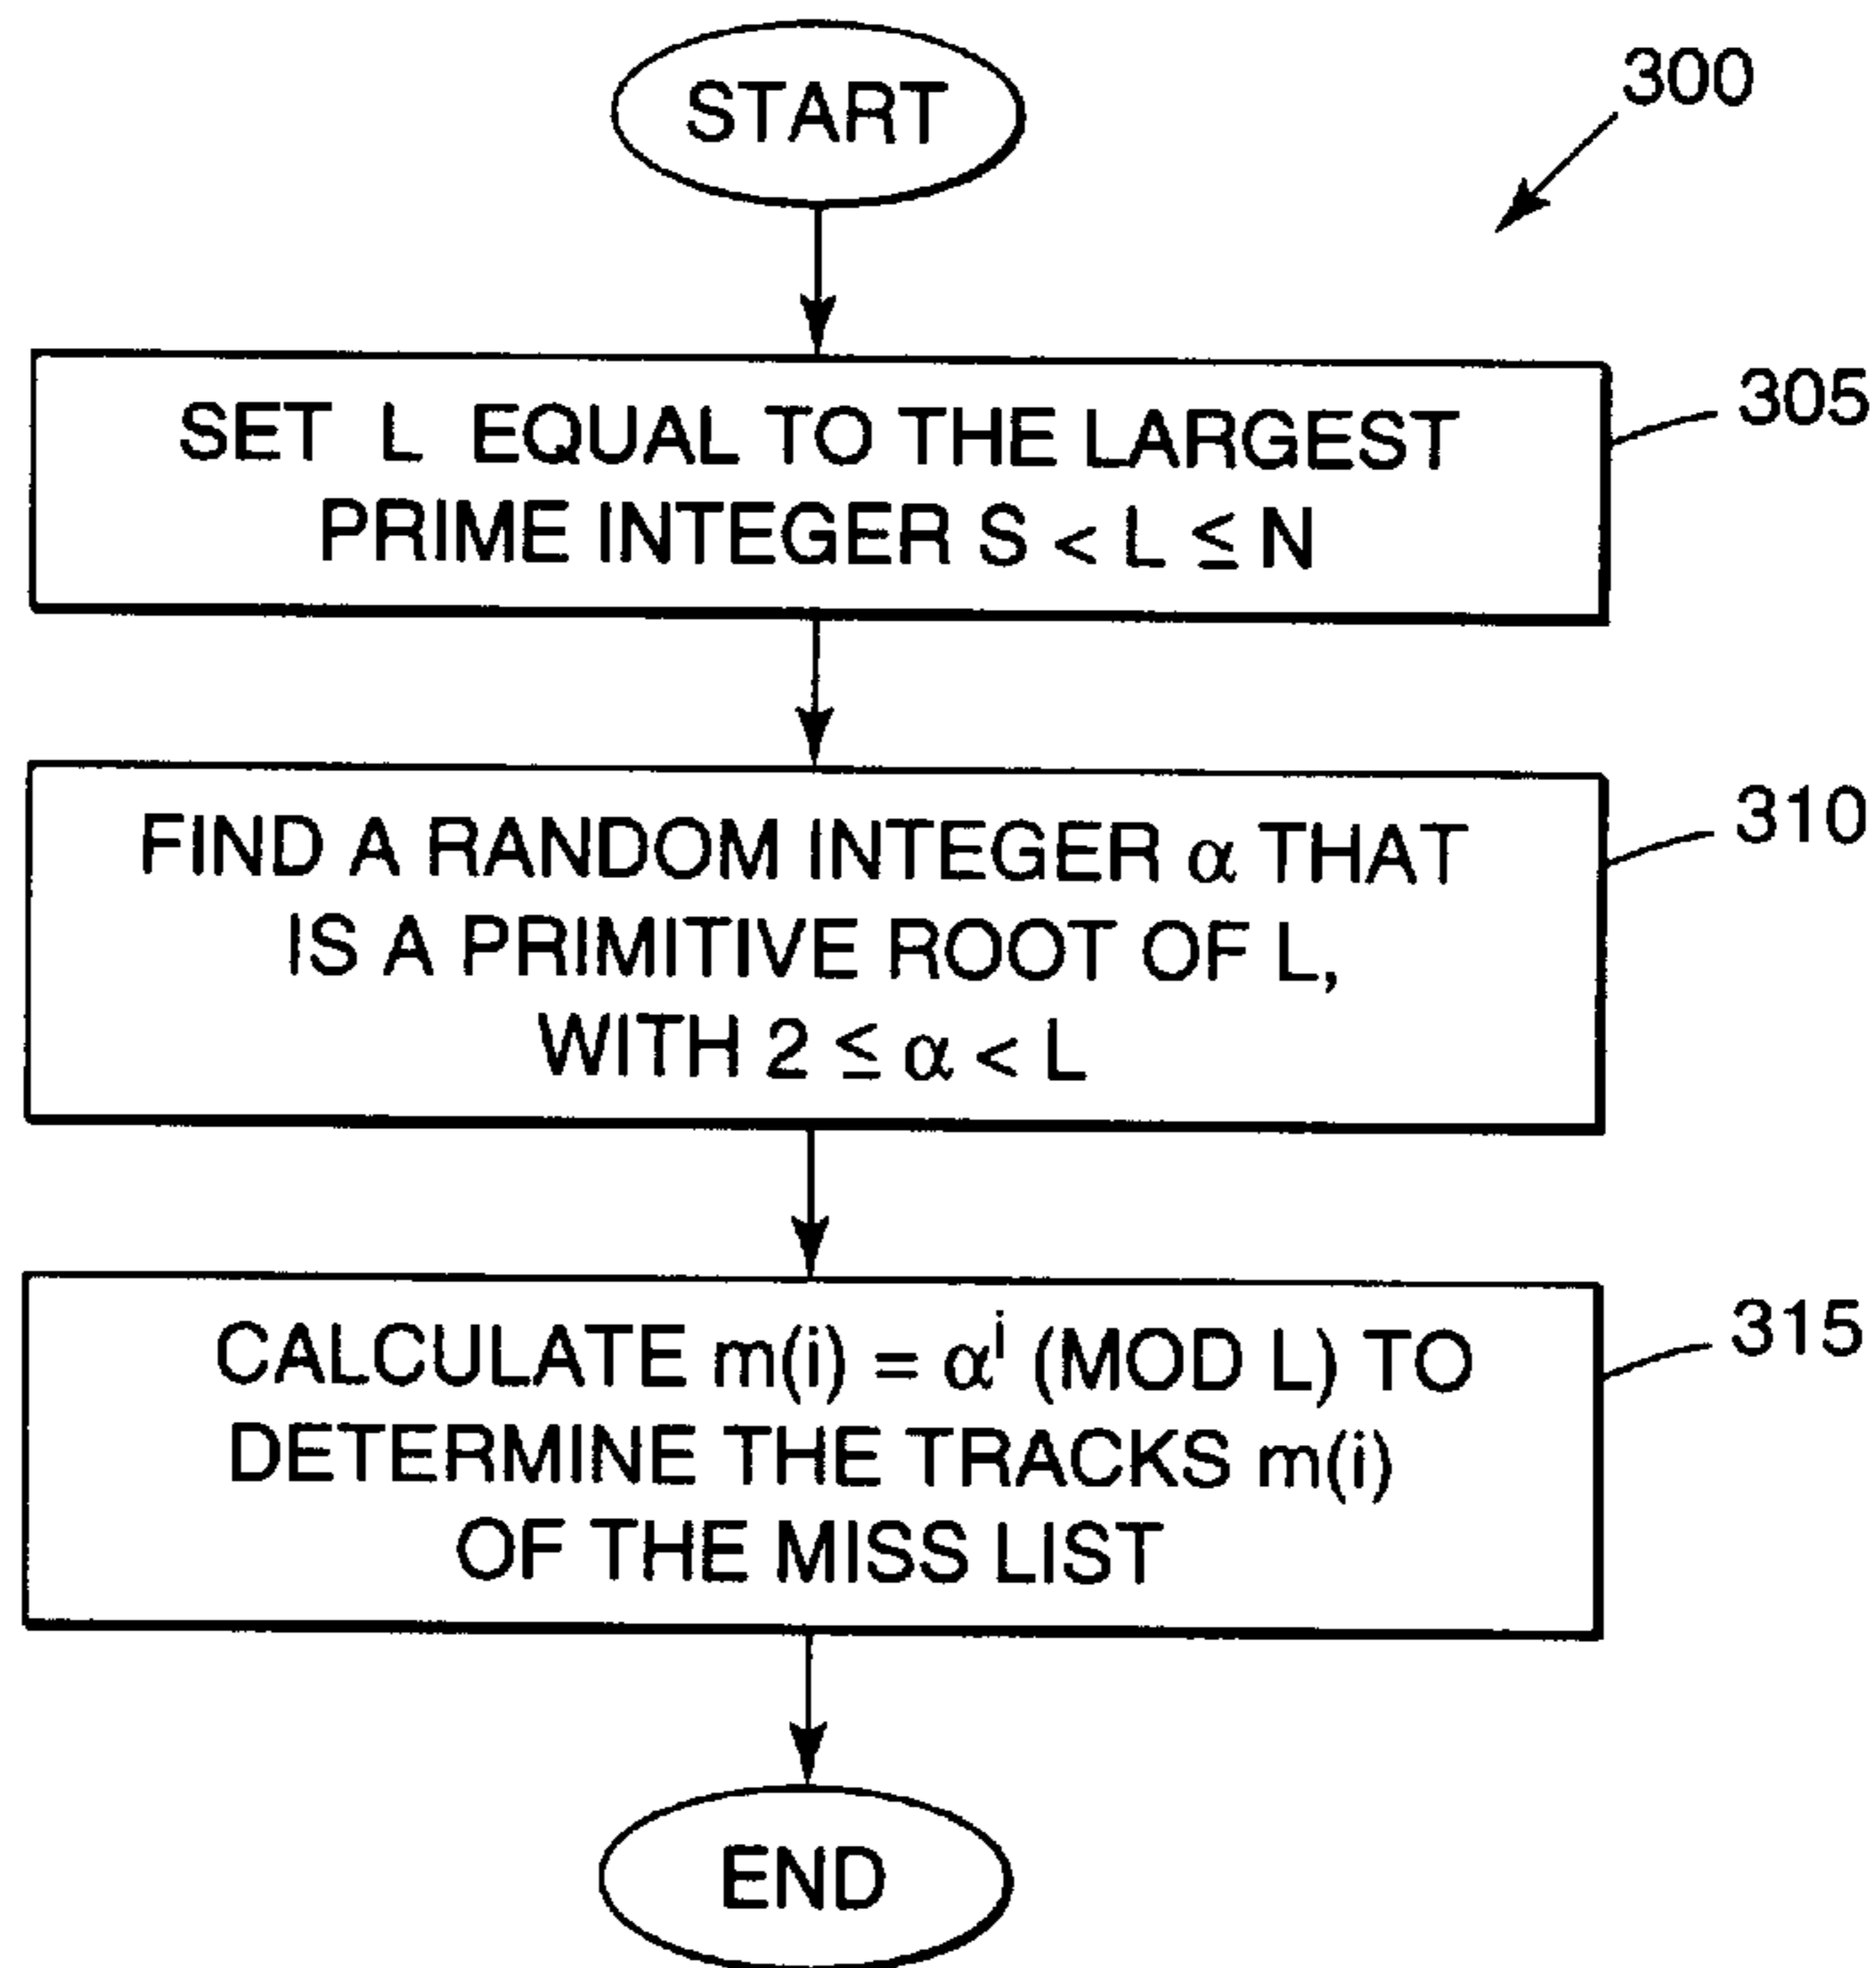 START
300
SET L EQUAL TO THE LARGEST
PRIME INTEGER S < L ≤ N
305
FIND A RANDOM INTEGER α THAT
IS A PRIMITIVE ROOT OF L,
WITH 2 ≤ α < L
310
CALCULATE m(i) = αⁱ (MOD L) TO
DETERMINE THE TRACKS m(i)
OF THE MISS LIST
315
END